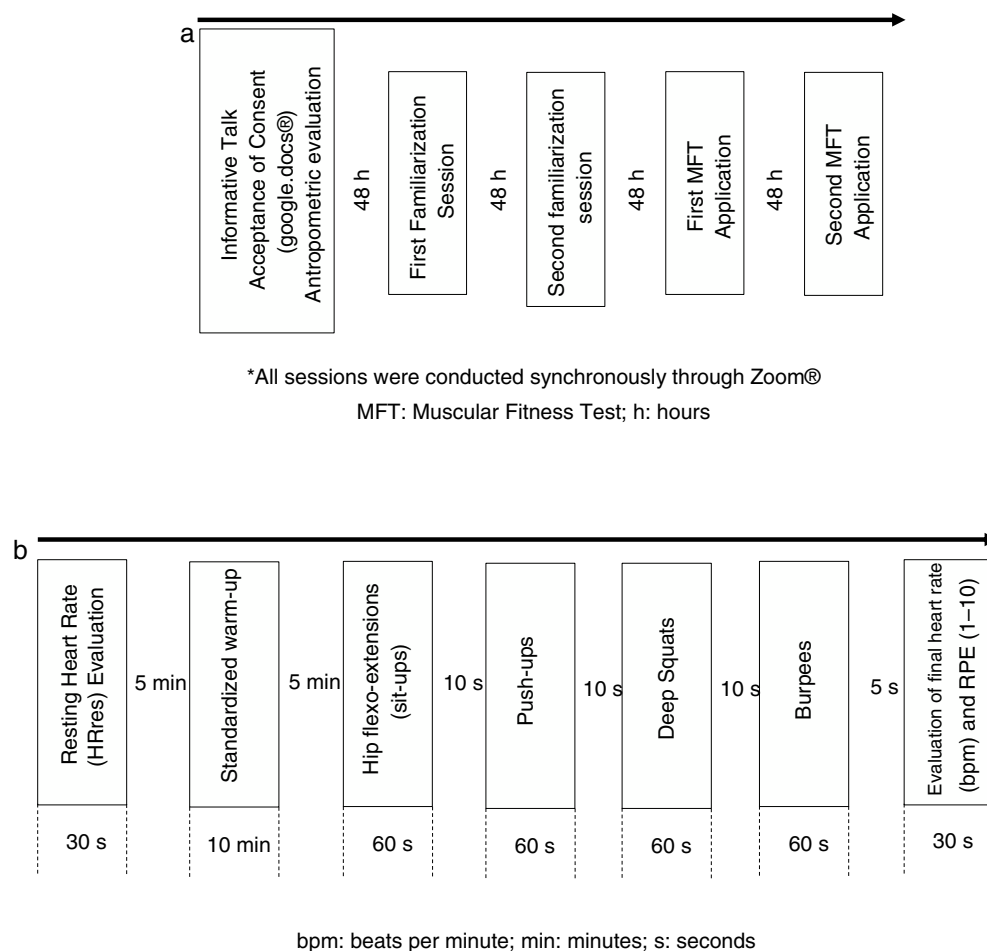 a
Informative Talk
Acceptance of Consent
(google.docs®)
Antropometric evaluation
48 h
First Familiarization
Session
48 h
Second familiarization
session
48 h
First MFT
Application
48 h
Second MFT
Application
*All sessions were conducted synchronously through Zoom®
MFT: Muscular Fitness Test; h: hours
b
Resting Heart Rate
(HRres) Evaluation
5 min
Standardized warm-up
5 min
Hip flexo-extensions
(sit-ups)
10 s
Push-ups
10 s
Deep Squats
10 s
Burpees
5 s
Evaluation of final heart rate
(bpm) and RPE (1–10)
30 s
10 min
60 s
60 s
60 s
60 s
30 s
bpm: beats per minute; min: minutes; s: seconds